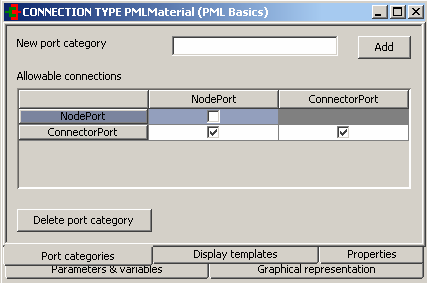 CONNECTION TYPE PMLMaterial (PML Basics)
New port category
Add
Allowable connections
NodePort ConnectorPort
NodePort
ConnectorPort
Delete port category
Port categories Display templates Properties
Parameters & variables Graphical representation